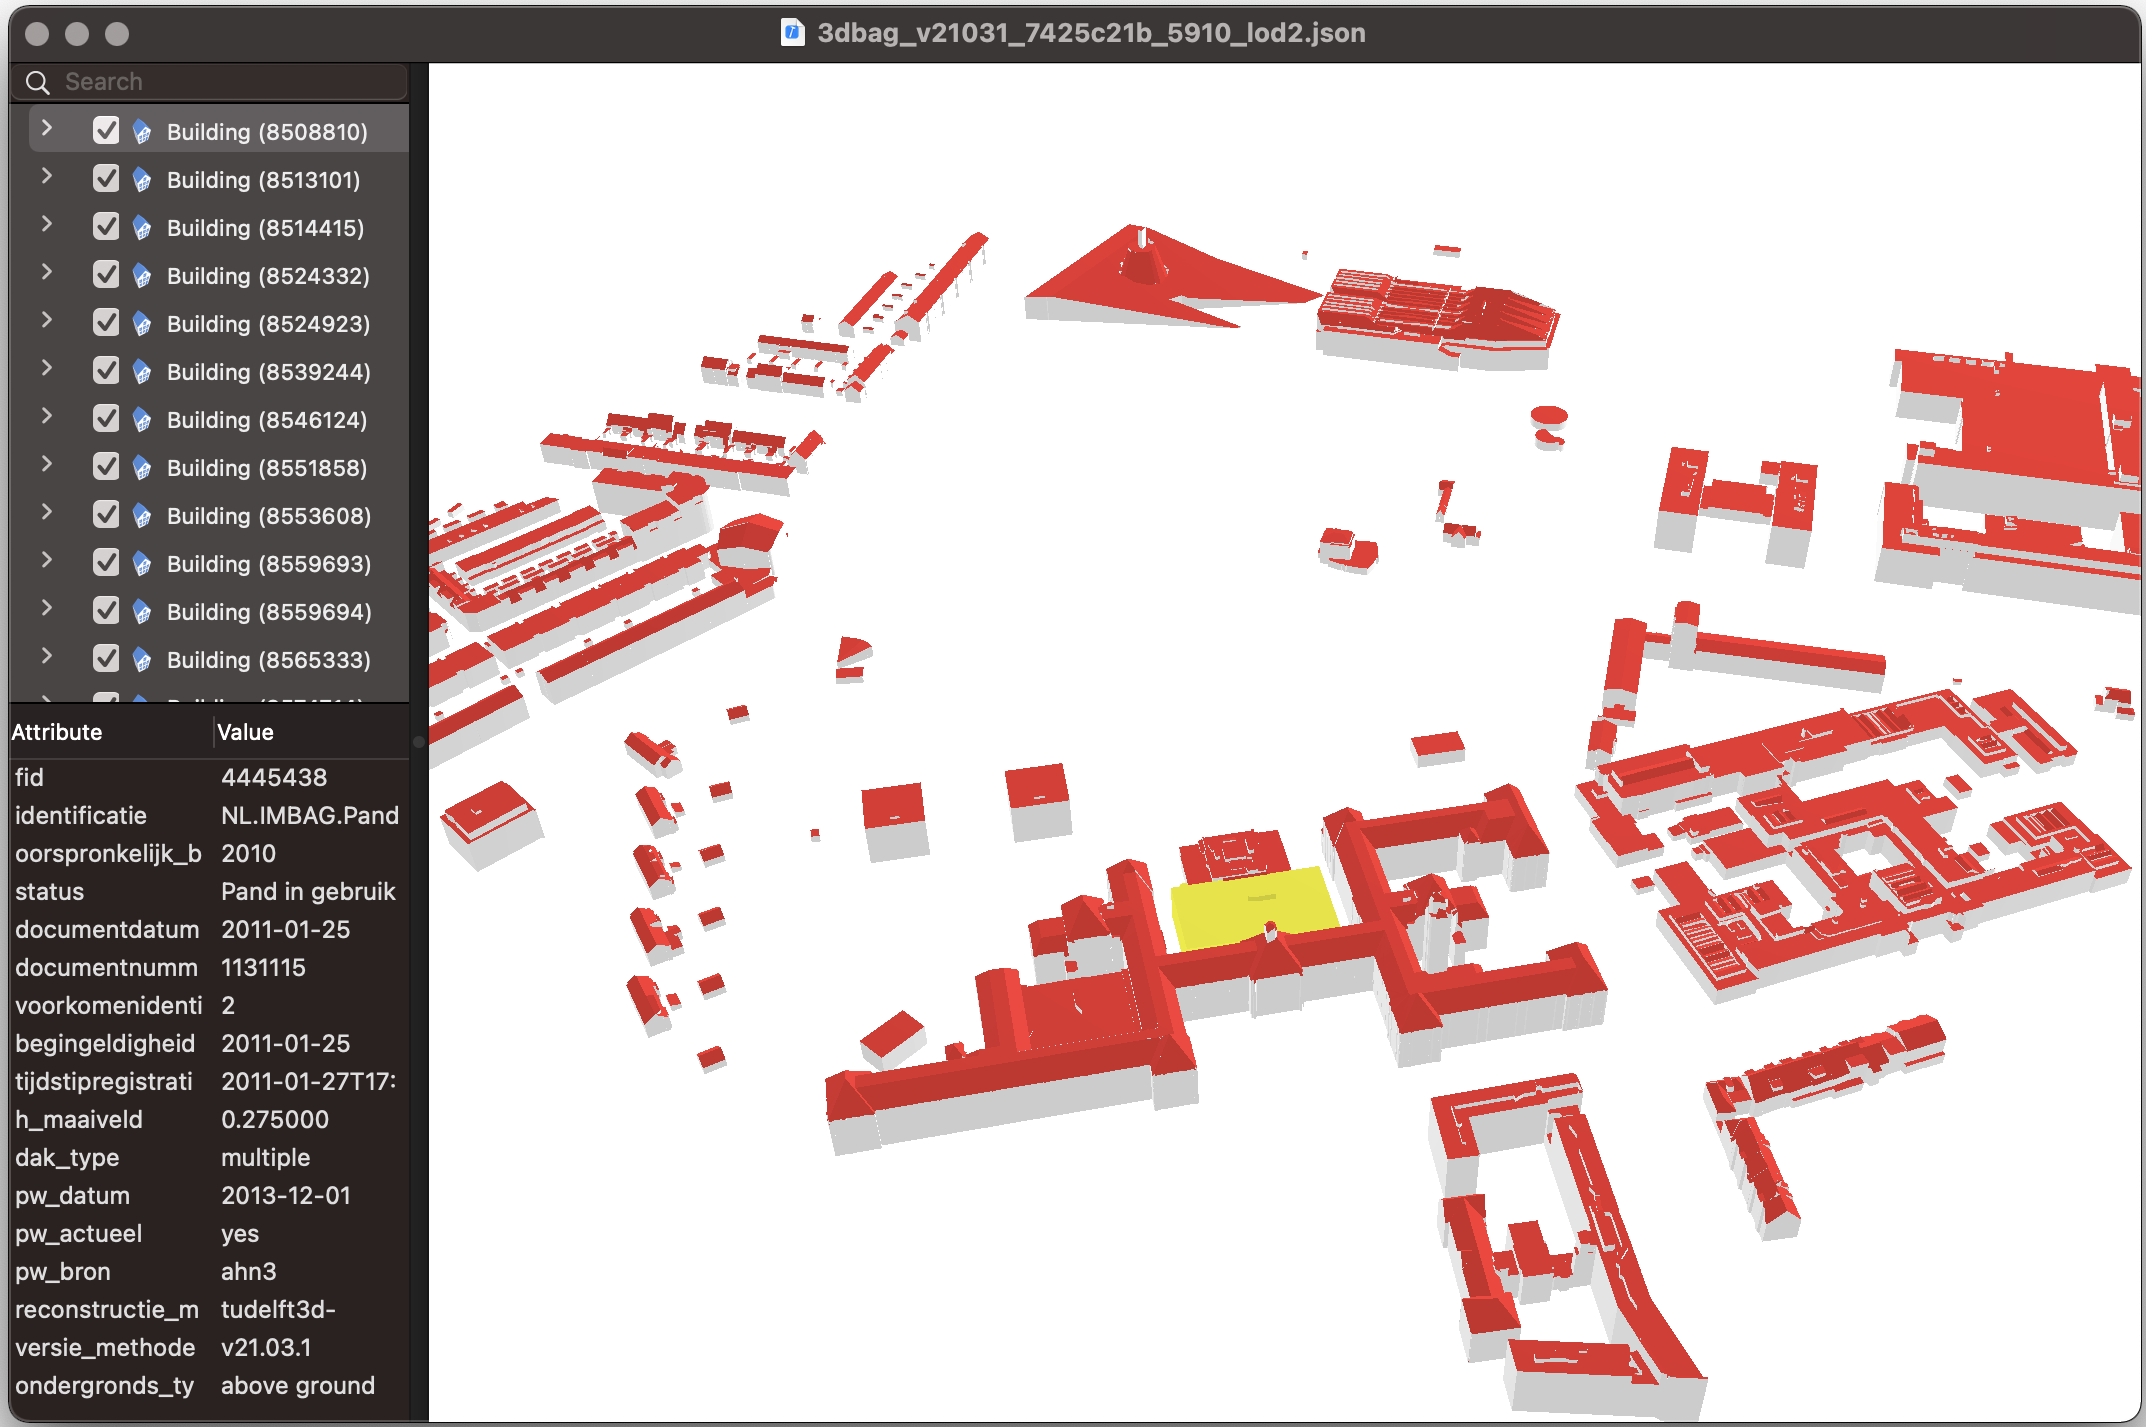 3dbag_v21031_7425c21b_5910_lod2.json
Search
Building (8508810)
Building (8513101)
Building (8514415)
Building (8524332)
Building (8524923)
Building (8539244)
Building (8546124)
Building (8551858)
Building (8553608)
Building (8559693)
Building (8559694)
Building (8565333)
Attribute Value
fid 4445438
identificatie NL.IMBAG.Pand
oorspronkelijk_b 2010
status Pand in gebruik
documentdatum 2011-01-25
documentnumm 1131115
voorkomenidenti 2
begingeldigheid 2011-01-25
tijdstipregistrati 2011-01-27T17:
h_maaiveld 0.275000
dak_type multiple
pw_datum 2013-12-01
pw_actueel yes
pw_bron ahn3
reconstructie_m tudelft3d-
versie_methode v21.03.1
ondergronds_ty above ground